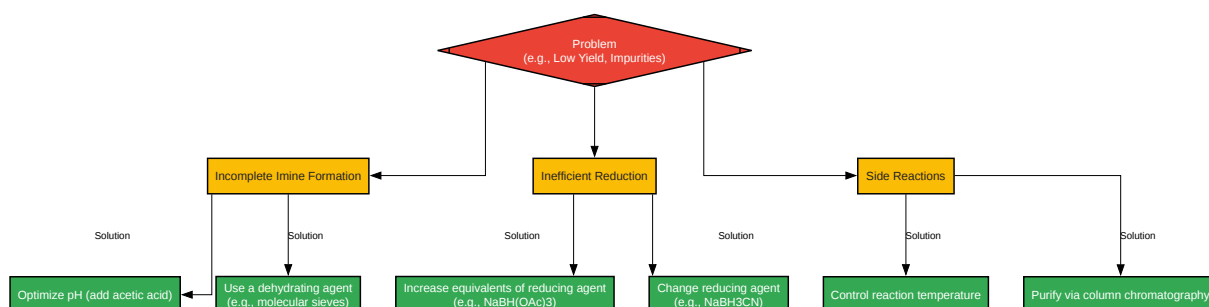 Problem
(e.g., Low Yield, Impurities)
Incomplete Imine Formation
Inefficient Reduction
Side Reactions
Solution
Solution
Solution
Solution
Solution
Solution
Optimize pH (add acetic acid)
Use a dehydrating agent
(e.g., molecular sieves)
Increase equivalents of reducing agent
(e.g., NaBH(OAc)3)
Change reducing agent
(e.g., NaBH3CN)
Control reaction temperature
Purify via column chromatography